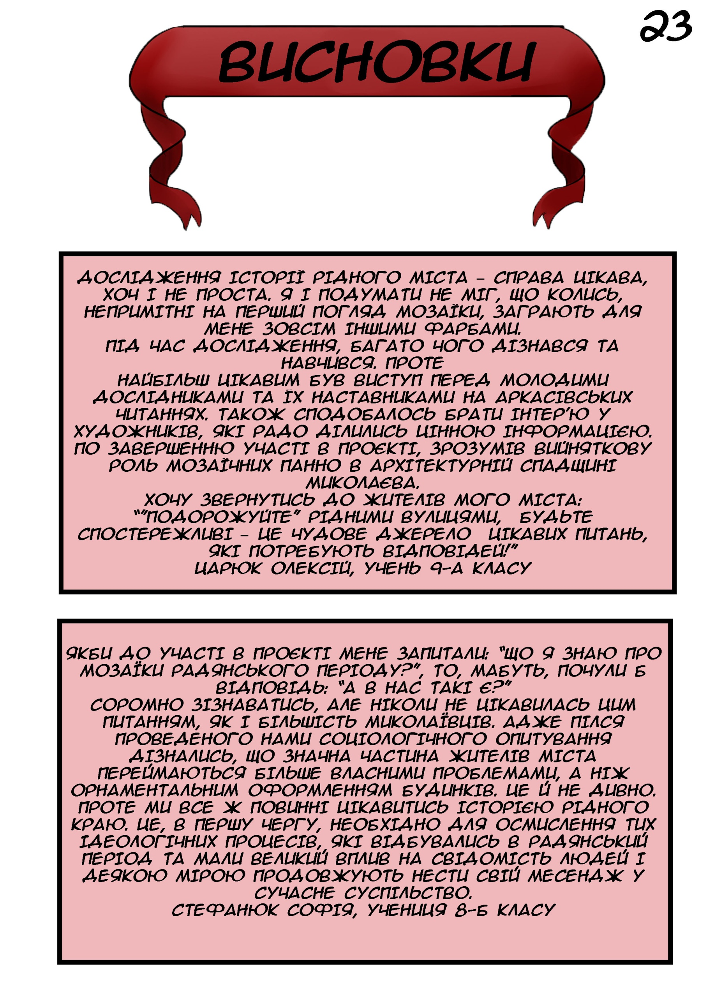 23
ВИСНОВКИ
ДОСЛІДЖЕННЯ ІСТОРІЇ РІДНОГО МІСТА – СПРАВА ЦІКАВА,
ХОЧ І НЕ ПРОСТА. Я І ПОДУМАТИ НЕ МІГ, ЩО КОЛИСЬ,
НЕПРИМІТНІ НА ПЕРШИЙ ПОГЛЯД МОЗАЇКИ, ЗАГРАЮТЬ ДЛЯ
МЕНЕ ЗОВСІМ ІНШИМИ ФАРБАМИ.
ПІД ЧАС ДОСЛІДЖЕННЯ, БАГАТО ЧОГО ДІЗНАВСЯ ТА
НАВЧИВСЯ. ПРОТЕ
НАЙБІЛЬШ ЦІКАВИМ БУВ ВИСТУП ПЕРЕД МОЛОДИМИ
ДОСЛІДНИКАМИ ТА ЇХ НАСТАВНИКАМИ НА АРКАСІВСЬКИХ
ЧИТАННЯХ. ТАКОЖ СПОДОБАЛОСЬ БРАТИ ІНТЕР'Ю У
ХУДОЖНИКІВ, ЯКІ РАДО ДІЛИЛИСЬ ЦІННОЮ ІНФОРМАЦІЄЮ.
ПО ЗАВЕРШЕННЮ УЧАСТІ В ПРОЄКТІ, ЗРОЗУМІВ ВИЙНЯТКОВУ
РОЛЬ МОЗАЇЧНИХ ПАННО В АРХІТЕКТУРНІЙ СПАДЩИНІ
МИКОЛАЄВА.
ХОЧУ ЗВЕРНУТИСЬ ДО ЖИТЕЛІВ МОГО МІСТА:
“”ПОДОРОЖУЙТЕ” РІДНИМИ ВУЛИЦЯМИ, БУДЬТЕ
СПОСТЕРЕЖЛИВІ – ЦЕ ЧУДОВЕ ДЖЕРЕЛО ЦІКАВИХ ПИТАНЬ,
ЯКІ ПОТРЕБУЮТЬ ВІДПОВІДЕЙ!”
ЦАРЮК ОЛЕКСІЙ, УЧЕНЬ 9-А КЛАСУ
ЯКБИ ДО УЧАСТІ В ПРОЄКТІ МЕНЕ ЗАПИТАЛИ: “ЩО Я ЗНАЮ ПРО
МОЗАЇКИ РАДЯНСЬКОГО ПЕРІОДУ?”, ТО, МАБУТЬ, ПОЧУЛИ Б
ВІДПОВІДЬ: “А В НАС ТАКІ Є?”
СОРОМНО ЗІЗНАВАТИСЬ, АЛЕ НІКОЛИ НЕ ЦІКАВИЛАСЬ ЦИМ
ПИТАННЯМ, ЯК І БІЛЬШІСТЬ МИКОЛАЇВЦІВ. АДЖЕ ПІЛСЯ
ПРОВЕДЕНОГО НАМИ СОЦІОЛОГІЧНОГО ОПИТУВАННЯ
ДІЗНАЛИСЬ, ЩО ЗНАЧНА ЧАСТИНА ЖИТЕЛІВ МІСТА
ПЕРЕЙМАЮТЬСЯ БІЛЬШЕ ВЛАСНИМИ ПРОБЛЕМАМИ, А НІЖ
ОРНАМЕНТАЛЬНИМ ОФОРМЛЕННЯМ БУДИНКІВ. ЦЕ Й НЕ ДИВНО.
ПРОТЕ МИ ВСЕ Ж ПОВИННІ ЦІКАВИТИСЬ ІСТОРІЄЮ РІДНОГО
КРАЮ. ЦЕ, В ПЕРШУ ЧЕРГУ, НЕОБХІДНО ДЛЯ ОСМИСЛЕННЯ ТИХ
ІДЕОЛОГІЧНИХ ПРОЦЕСІВ, ЯКІ ВІДБУВАЛИСЬ В РАДЯНСЬКИЙ
ПЕРІОД ТА МАЛИ ВЕЛИКИЙ ВПЛИВ НА СВІДОМІСТЬ ЛЮДЕЙ І
ДЕЯКОЮ МІРОЮ ПРОДОВЖУЮТЬ НЕСТИ СВІЙ МЕСЕНДЖ У
СУЧАСНЕ СУСПІЛЬСТВО.
СТЕФАНЮК СОФІЯ, УЧЕНИЦЯ 8-Б КЛАСУ